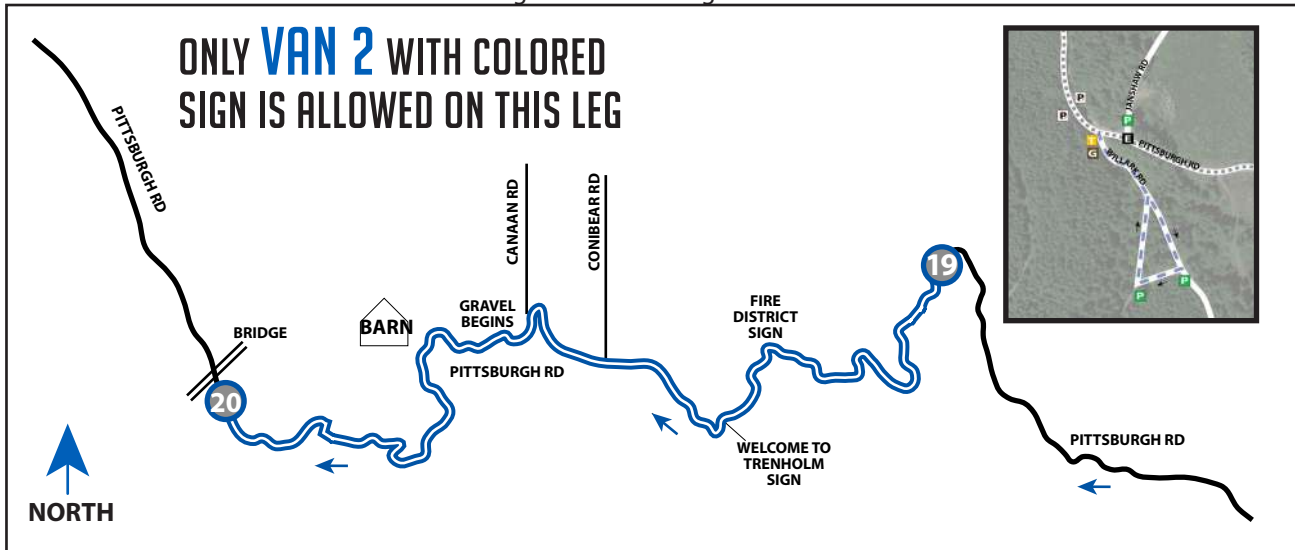 ONLY VAN 2 WITH COLORED
SIGN IS ALLOWED ON THIS LEG
PITTSBURGH RD
BRIDGE
20
NORTH
BARN
GRAVEL
BEGINS
PITTSBURGH RD
CANAAN RD
CONIBEAR RD
FIRE
DISTRICT
SIGN
WELCOME TO
TRENHOLM
SIGN
19
PITTSBURGH RD
JANSHAW RD
P
P
P
E
T
G
PITTSBURGH RD
WILLARK RD
P
P